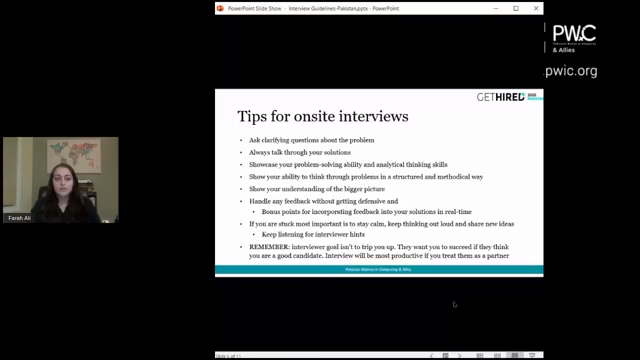 PowerPoint Slide Show - Interview Guidelines-Pakistan.pptx - PowerPoint
PWiC
& Allies
.pwic.org
GETHIRED
Tips for onsite interviews
• Ask clarifying questions about the problem
• Always talk through your solutions
• Showcase your problem-solving ability and analytical thinking skills
• Show your ability to think through problems in a structured and methodical way
• Show your understanding of the bigger picture
• Handle any feedback without getting defensive and
• Bonus points for incorporating feedback into your solutions in real-time
• If you are stuck most important is to stay calm, keep thinking out loud and share new ideas
• Keep listening for interviewer hints
• REMEMBER: interviewer goal isn't to trip you up. They want you to succeed if they think
you are a good candidate. Interview will be most productive if you treat them as a partner
Pakistani Women in Computing & Allies
Farah Ali